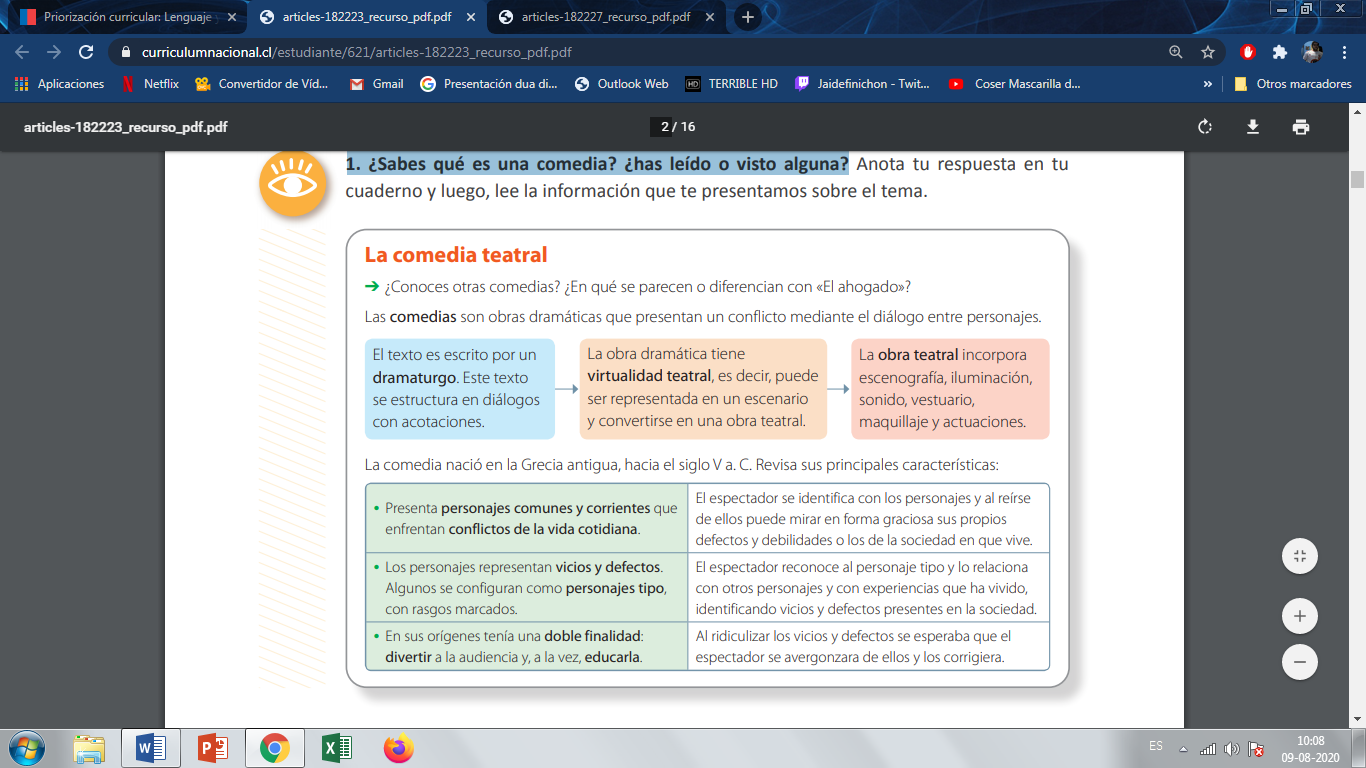 Priorización curricular: Lenguaje
articles-182223_recurso_pdf.pdf
articles-182227_recurso_pdf.pdf
curriculumnacional.cl/estudiante/621/articles-182223_recurso_pdf.pdf
Aplicaciones
Netflix
Convertidor de Víd...
Gmail
Presentación dua di...
Outlook Web
HD
TERRIBLE HD
Jaidefinichon - Twit...
Coser Mascarilla d...
»
Otros marcadores
articles-182223_recurso_pdf.pdf
2 / 16
1. ¿Sabes qué es una comedia? ¿has leído o visto alguna? Anota tu respuesta en tu
cuaderno y luego, lee la información que te presentamos sobre el tema.
La comedia teatral
➔ ¿Conoces otras comedias? ¿En qué se parecen o diferencian con «El ahogado»?
Las comedias son obras dramáticas que presentan un conflicto mediante el diálogo entre personajes.
El texto es escrito por un
dramaturgo. Este texto
se estructura en diálogos
con acotaciones.
La obra dramática tiene
virtualidad teatral, es decir, puede
ser representada en un escenario
y convertirse en una obra teatral.
La obra teatral incorpora
escenografía, iluminación,
sonido, vestuario,
maquillaje y actuaciones.
La comedia nació en la Grecia antigua, hacia el siglo V a. C. Revisa sus principales características:
• Presenta personajes comunes y corrientes que
enfrentan conflictos de la vida cotidiana.
El espectador se identifica con los personajes y al reírse
de ellos puede mirar en forma graciosa sus propios
defectos y debilidades o los de la sociedad en que vive.
• Los personajes representan vicios y defectos.
Algunos se configuran como personajes tipo,
con rasgos marcados.
El espectador reconoce al personaje tipo y lo relaciona
con otros personajes y con experiencias que ha vivido,
identificando vicios y defectos presentes en la sociedad.
• En sus orígenes tenía una doble finalidad:
divertir a la audiencia y, a la vez, educarla.
Al ridiculizar los vicios y defectos se esperaba que el
espectador se avergonzara de ellos y los corrigiera.
ES
10:08
09-08-2020